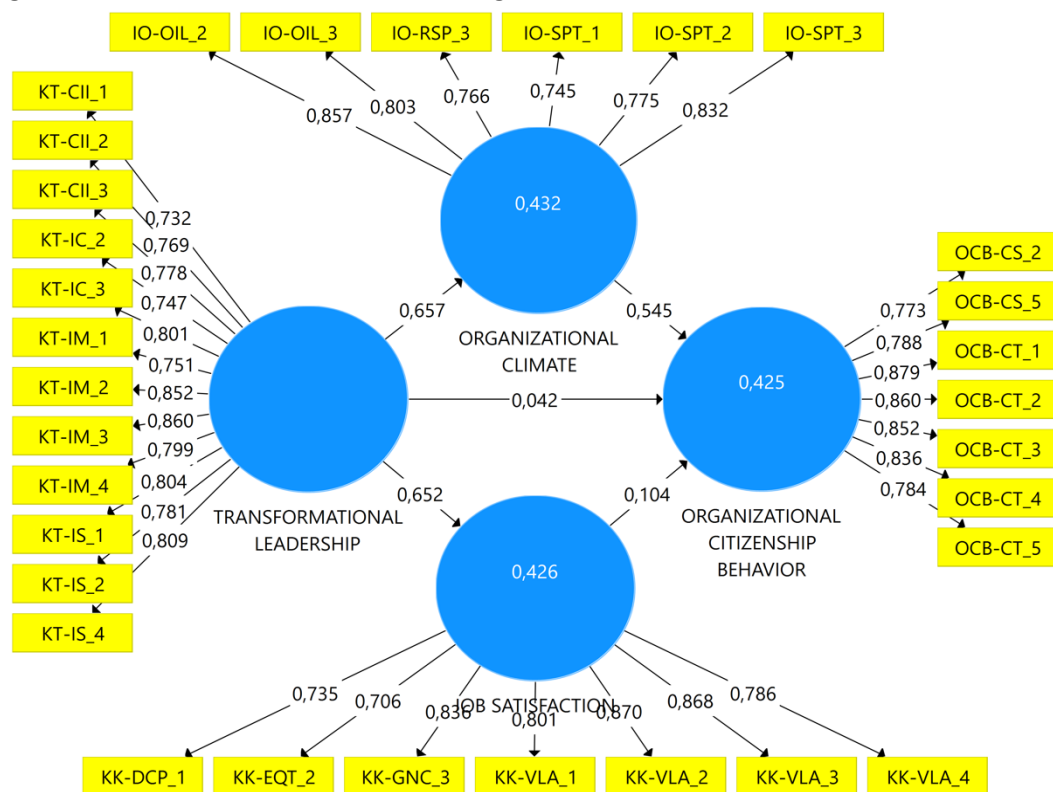 IO-OIL_2
IO-OIL_3
IO-RSP_3
IO-SPT_1
IO-SPT_2
IO-SPT_3
0,857
0,803
0,766
0,745
0,775
0,832
KT-CII_1
KT-CII_2
KT-CII_3
KT-IC_2
KT-IC_3
KT-IM_1
KT-IM_2
KT-IM_3
KT-IM_4
KT-IS_1
KT-IS_2
KT-IS_4
0,732
0,769
0,778
0,747
0,801
0,751
0,852
0,860
0,799
0,804
0,781
0,809
0,432
ORGANIZATIONAL
CLIMATE
0,657
0,545
0,042
0,652
0,104
TRANSFORMATIONAL
LEADERSHIP
0,425
ORGANIZATIONAL
CITIZENSHIP
BEHAVIOR
0,773
0,788
0,879
0,860
0,852
0,836
0,784
OCB-CS_2
OCB-CS_5
OCB-CT_1
OCB-CT_2
OCB-CT_3
OCB-CT_4
OCB-CT_5
0,426
JOB SATISFACTION
0,735
0,706
0,836
0,801
0,870
0,868
0,786
KK-DCP_1
KK-EQT_2
KK-GNC_3
KK-VLA_1
KK-VLA_2
KK-VLA_3
KK-VLA_4